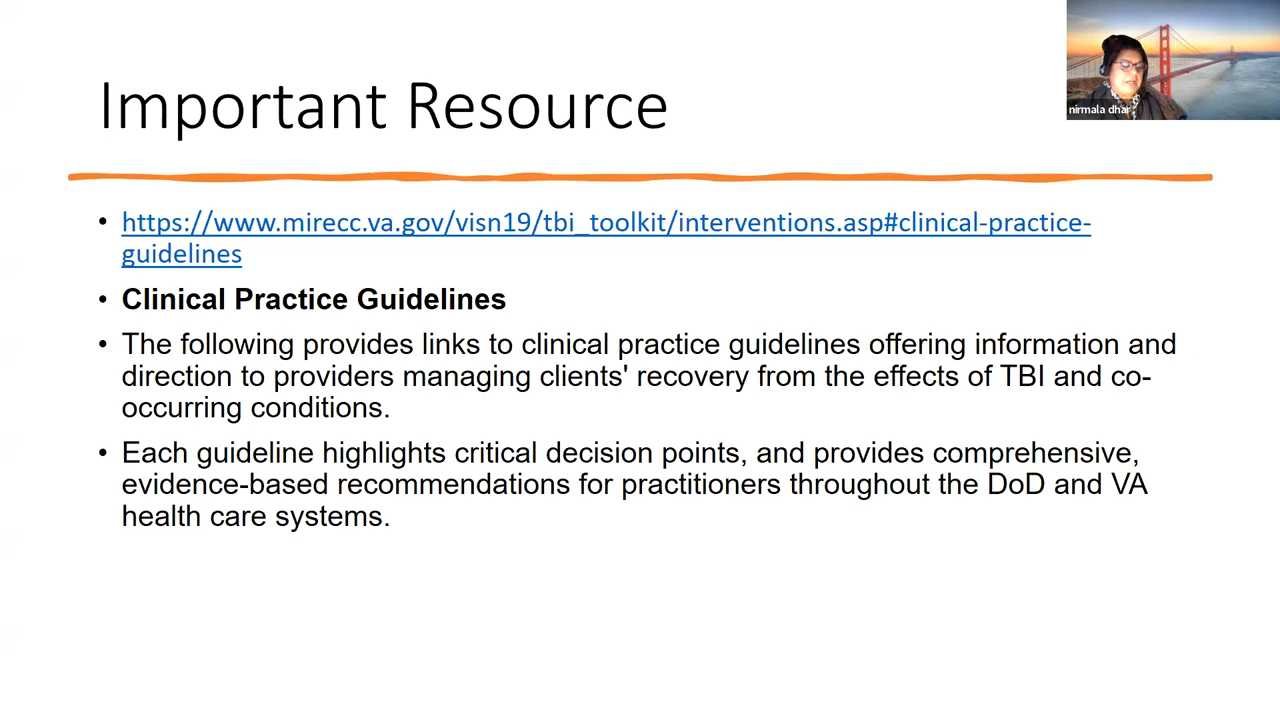 Important Resource
nirmala dhar
• https://www.mirecc.va.gov/visn19/tbi_toolkit/interventions.asp#clinical-practice-
guidelines
• Clinical Practice Guidelines
• The following provides links to clinical practice guidelines offering information and
direction to providers managing clients' recovery from the effects of TBI and co-
occurring conditions.
• Each guideline highlights critical decision points, and provides comprehensive,
evidence-based recommendations for practitioners throughout the DoD and VA
health care systems.